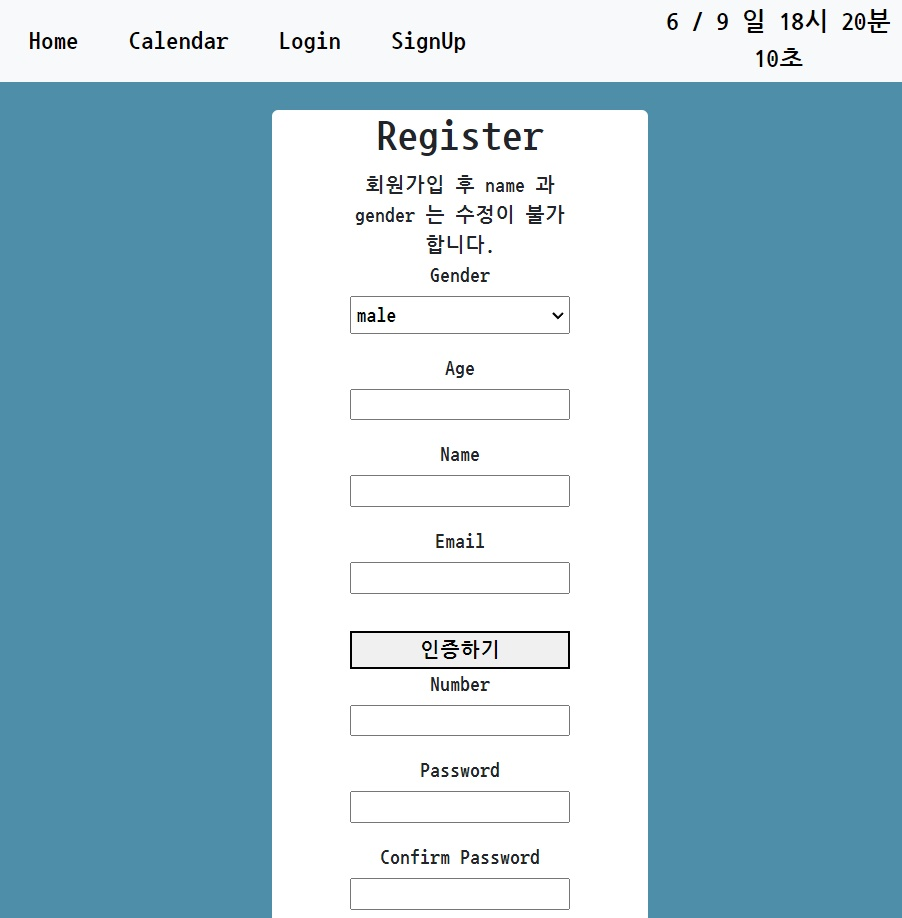 Home Calendar Login SignUp
6 / 9 일 18시 20분
10초
Register
회원가입 후 name 과
gender 는 수정이 불가
합니다.
Gender
male
Age
Name
Email
인증하기
Number
Password
Confirm Password